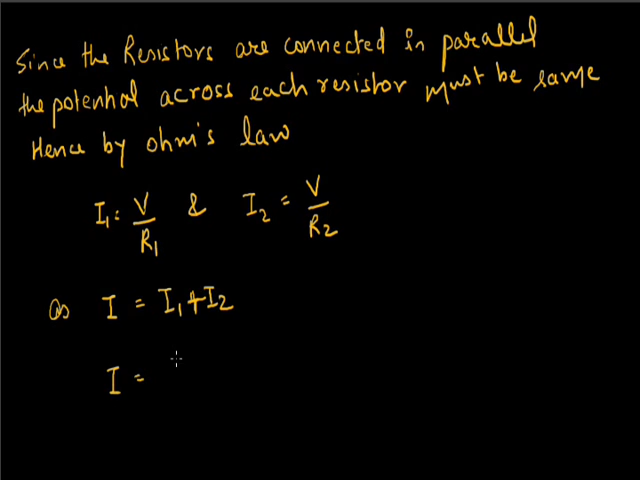 Since the Resistors are connected in parallel
the potenhal across each resistor must be same
Hence by ohm's law
I₁ = V/R₁ & I₂ = V/R₂
as I = I₁ + I₂
I =